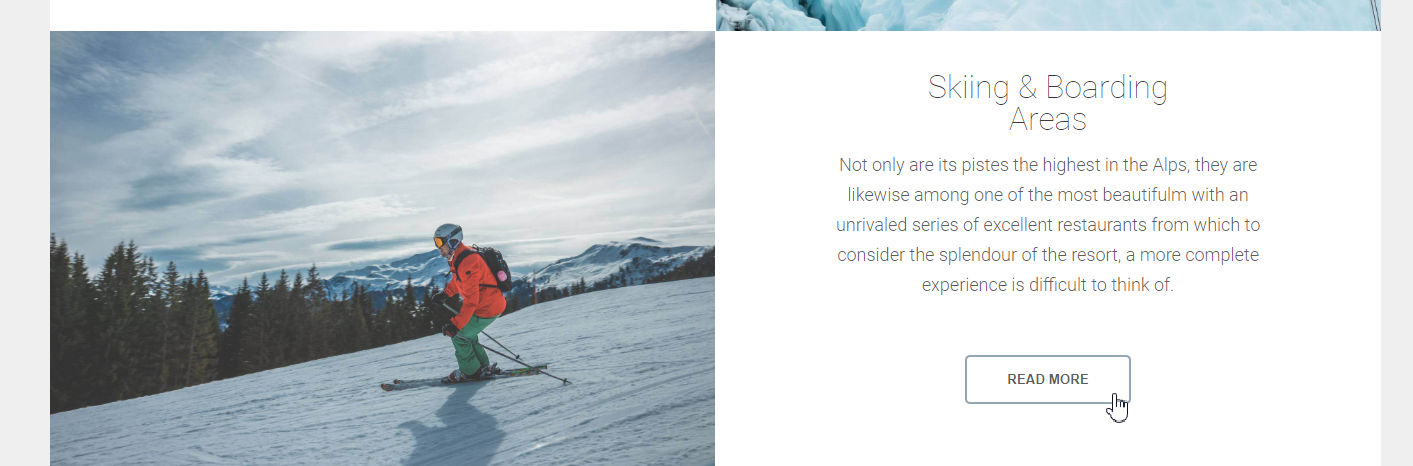 Skiing & Boarding
Areas
Not only are its pistes the highest in the Alps, they are
likewise among one of the most beautifulm with an
unrivaled series of excellent restaurants from which to
consider the splendour of the resort, a more complete
experience is difficult to think of.
READ MORE